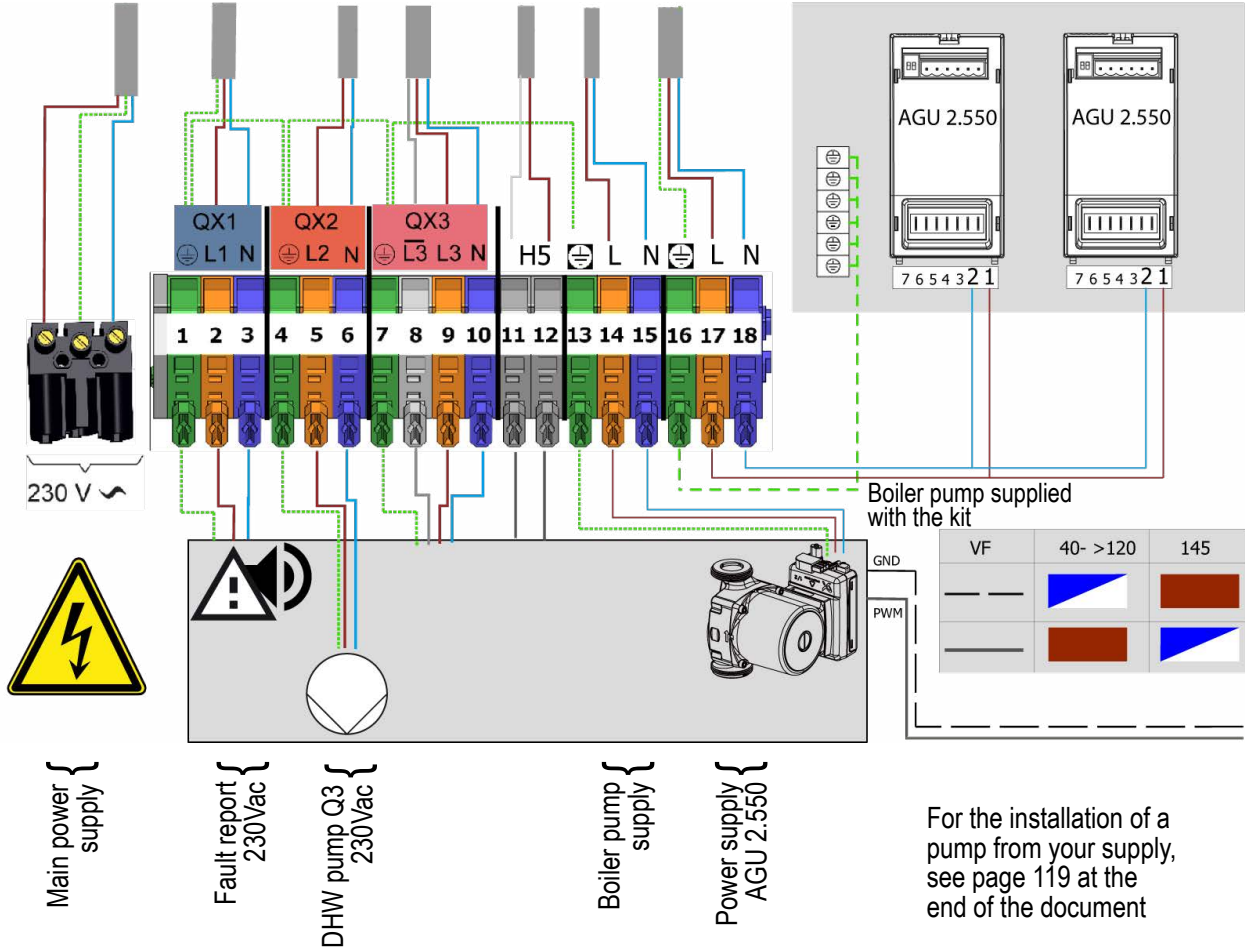 AGU 2.550
AGU 2.550
QX1
QX2
QX3
L1 N
L2 N
L3 L3 N
H5
L N
L N
7 6 5 4 3 2 1
7 6 5 4 3 2 1
1 2 3 4 5 6 7 8 9 10 11 12 13 14 15 16 17 18
230 V
Boiler pump supplied
with the kit
VF
40- >120
145
GND
PWM
Main power
supply
Fault report
230Vac
DHW pump Q3
230Vac
Boiler pump
supply
Power supply
AGU 2.550
For the installation of a
pump from your supply,
see page 119 at the
end of the document